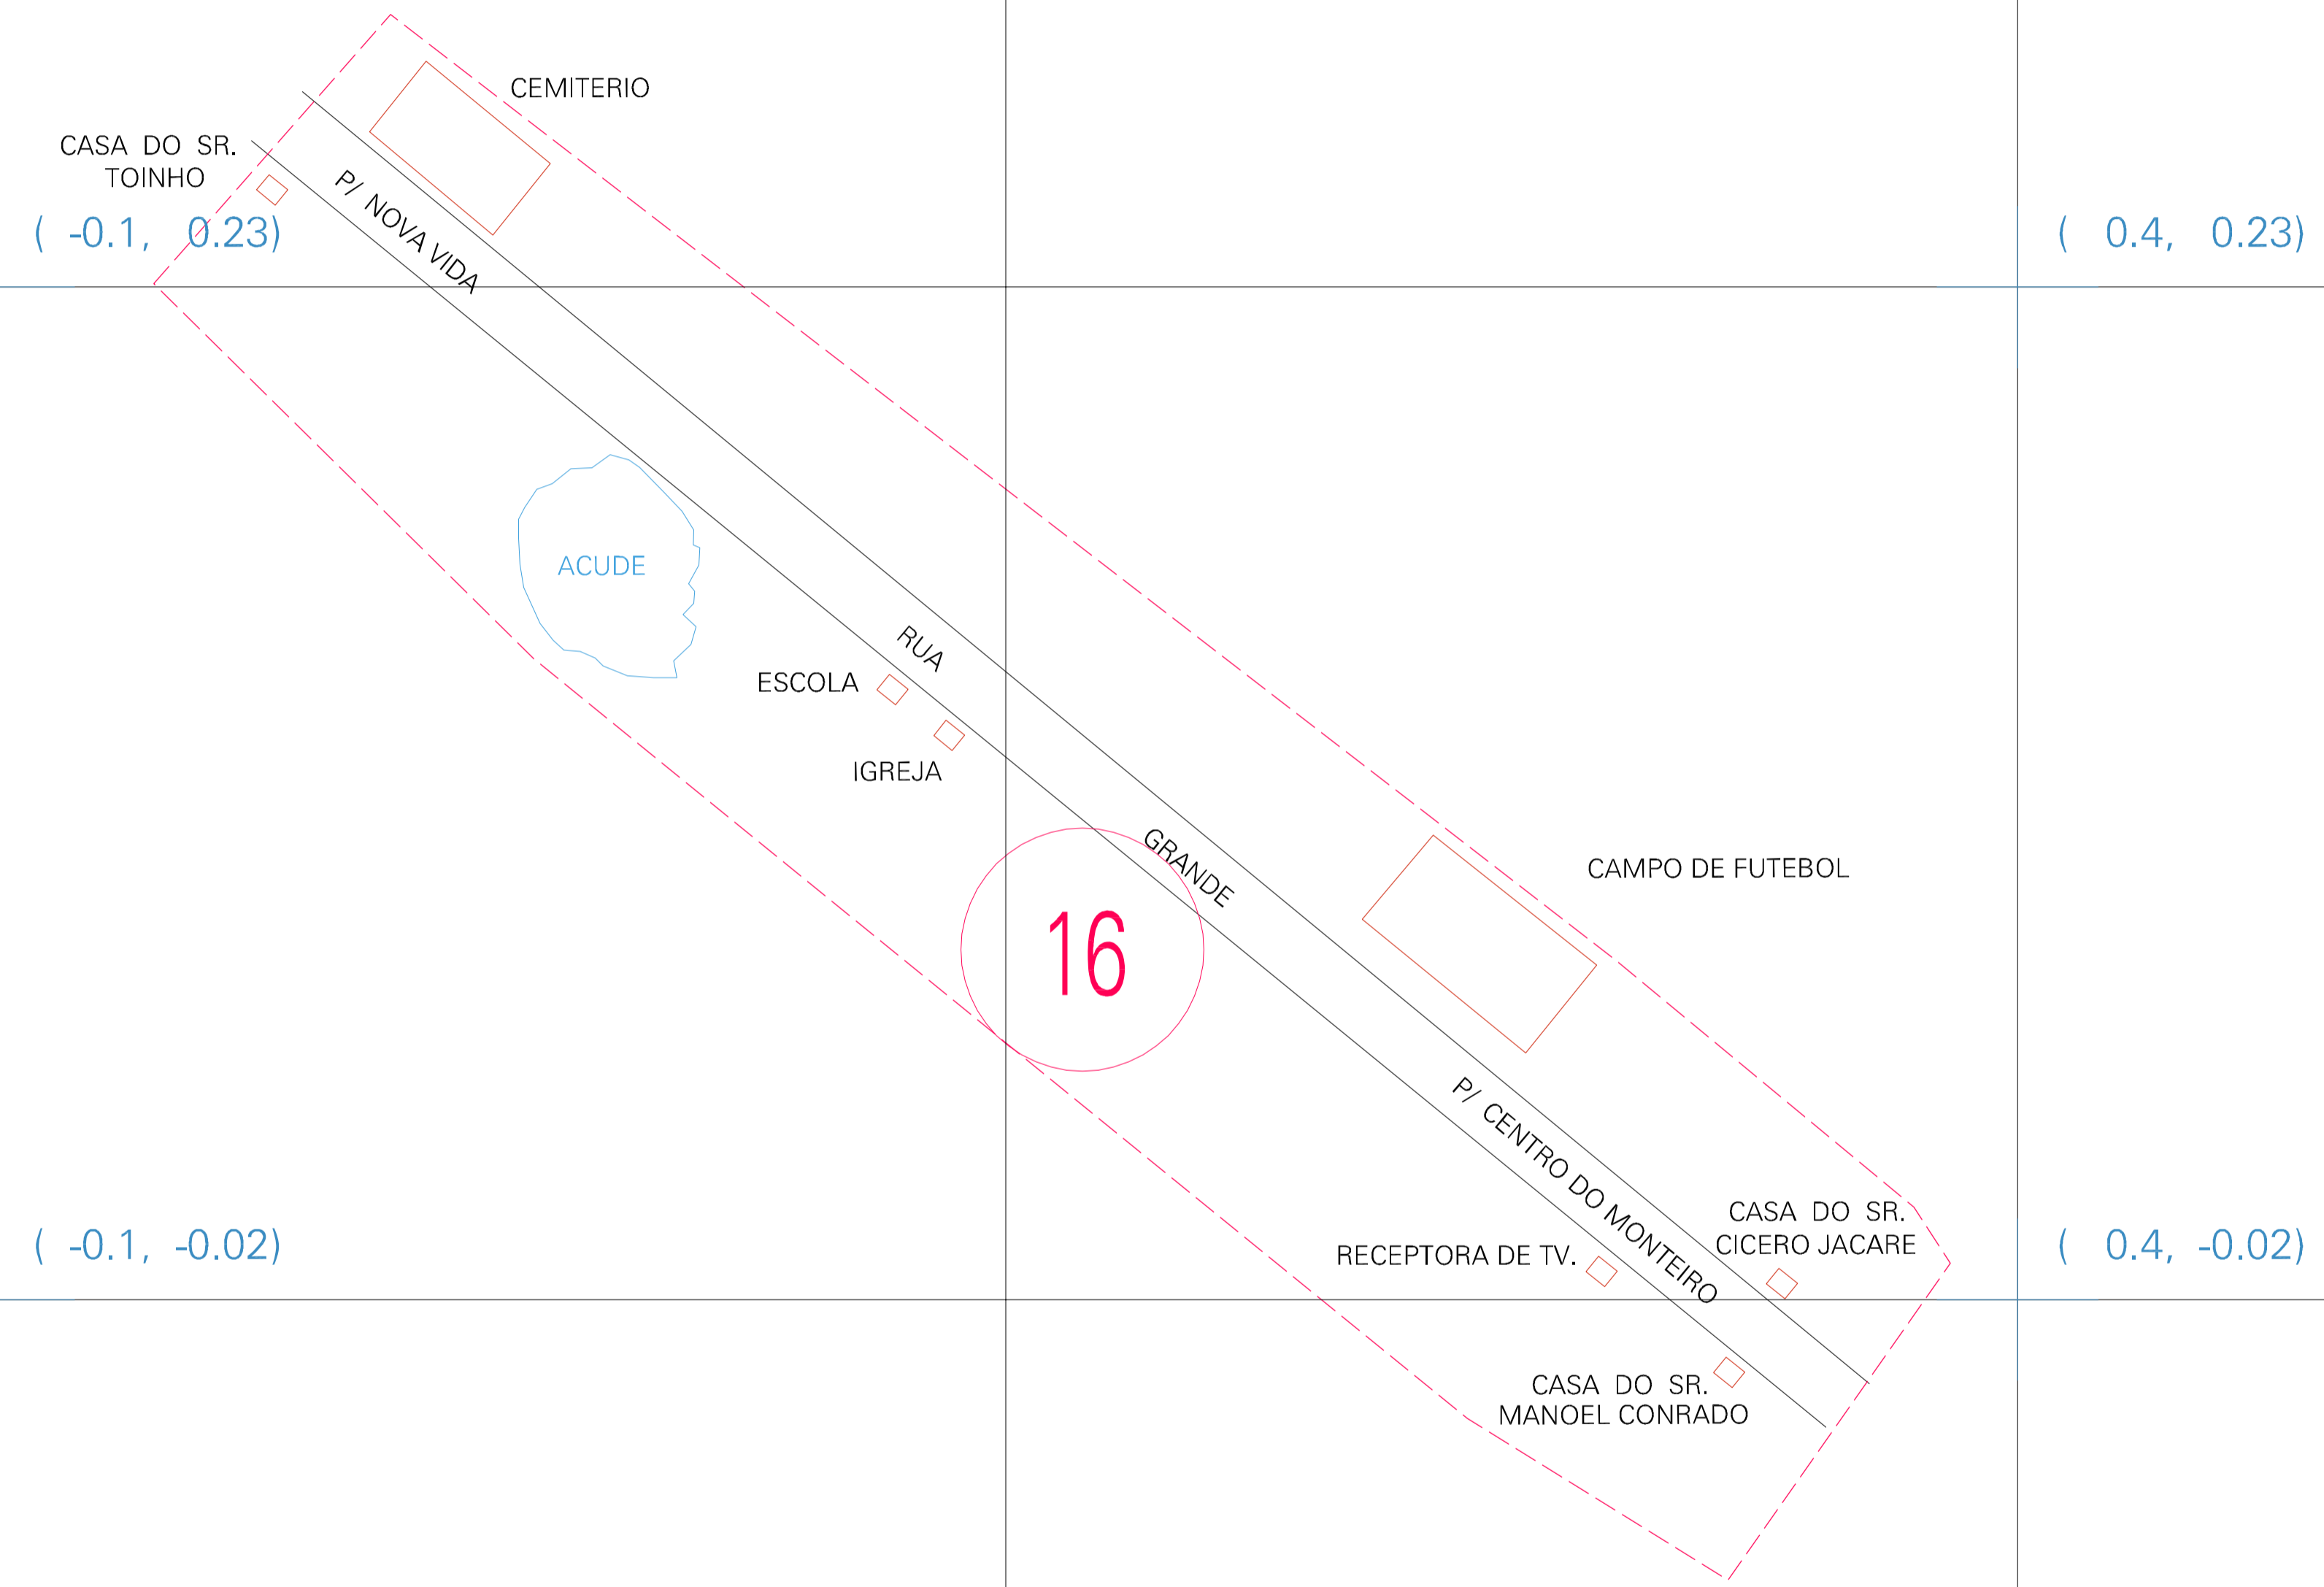 CEMITERIO
CASA DO SR.
TOINHO
P/ NOVA VIDA
( -0.1, 0.23)
( 0.4, 0.23)
ACUDE
RUA
ESCOLA
IGREJA
GRANDE
CAMPO DE FUTEBOL
16
P/ CENTRO DO MONTEIRO
CASA DO SR.
CICERO JACARE
RECEPTORA DE TV.
( -0.1, -0.02)
( 0.4, -0.02)
CASA DO SR.
MANOEL CONRADO